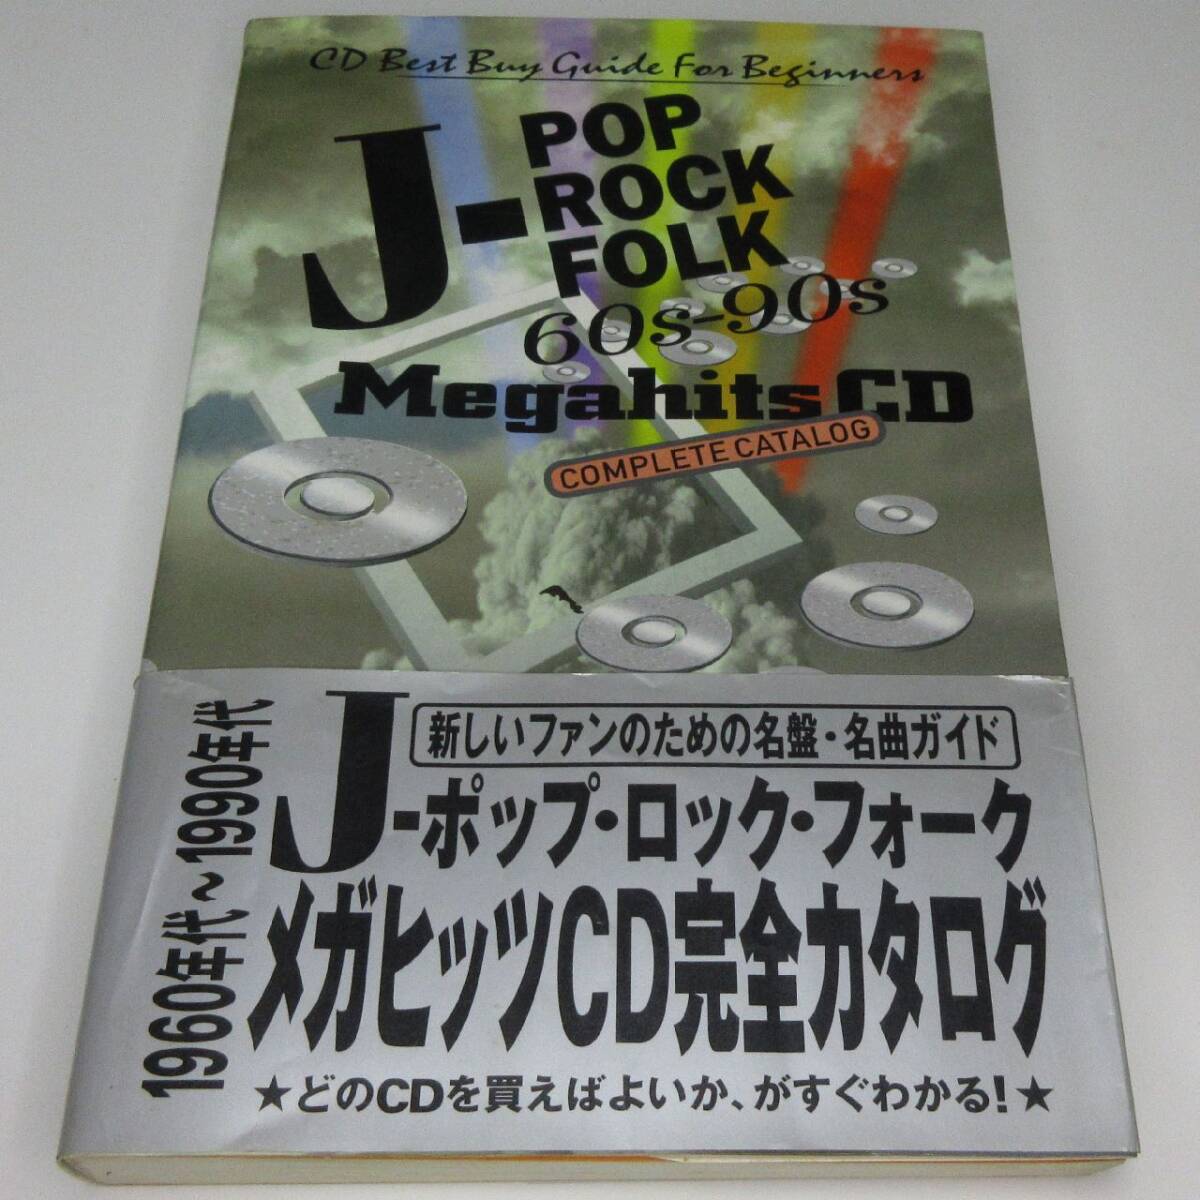 CD Best Buy Guide For Beginners
J-POP
ROCK
FOLK
60s-90s
Megahits CD
COMPLETE CATALOG
1960年代～1990年代
新しいファンのための名盤・名曲ガイド
J-ポップ・ロック・フォーク
メガヒッツCD完全カタログ
★どのCDを買えばよいか、がすぐわかる!★